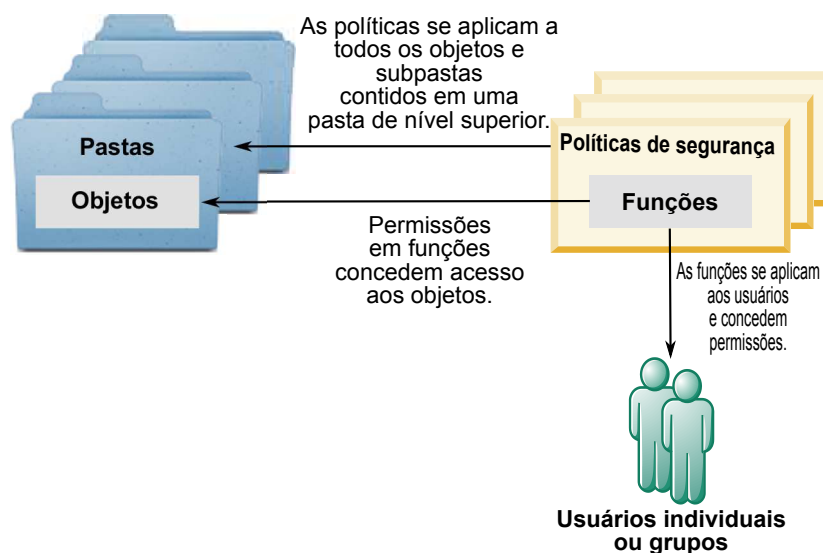 As políticas se aplicam a
todos os objetos e
subpastas
contidos em uma
pasta de nível superior.
Pastas
Políticas de segurança
Objetos
Funções
Permissões
em funções
concedem acesso
aos objetos.
As funções se aplicam
aos usuários
e concedem
permissões.
Usuários individuais
ou grupos